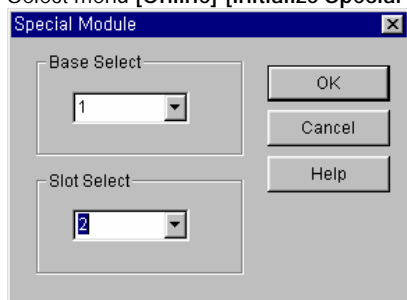 Select menu [Online]-[Initialize Special
Special Module
Base Select
1
OK
Cancel
Slot Select
Help
2